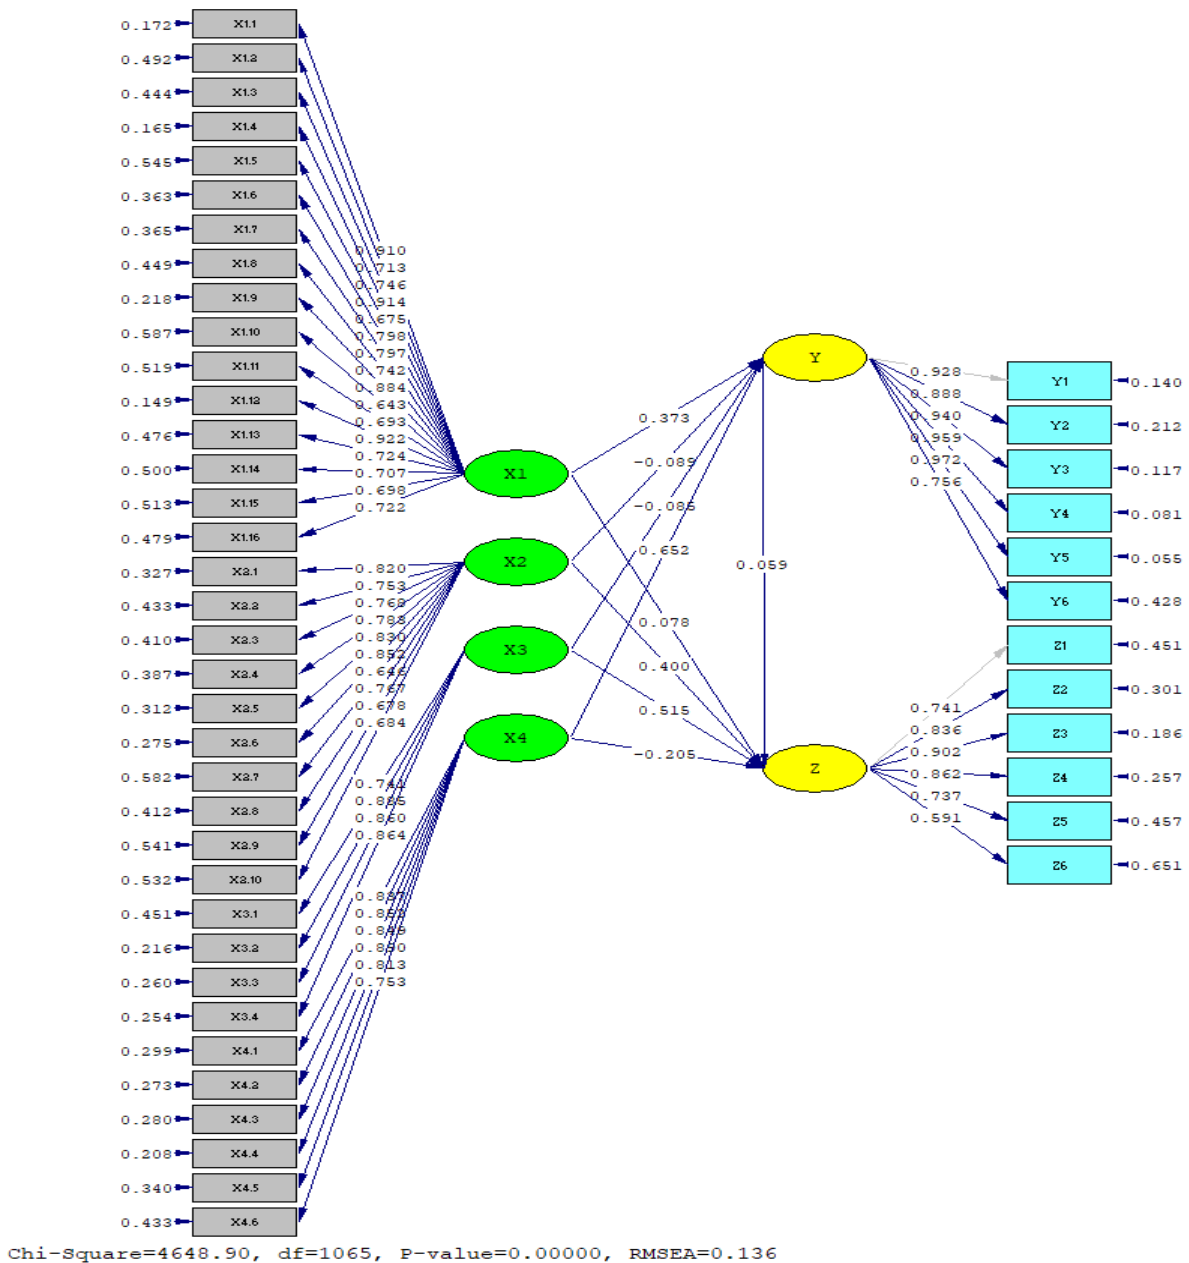 0.172 X1.1
0.492 X1.2
0.444 X1.3
0.165 X1.4
0.545 X1.5
0.363 X1.6
0.365 X1.7
0.449 X1.8
0.218 X1.9
0.587 X1.10
0.519 X1.11
0.149 X1.12
0.476 X1.13
0.500 X1.14
0.513 X1.15
0.479 X1.16
0.327 X2.1
0.433 X2.2
0.410 X2.3
0.387 X2.4
0.312 X2.5
0.275 X2.6
0.582 X2.7
0.412 X2.8
0.541 X2.9
0.532 X2.10
0.451 X3.1
0.216 X3.2
0.260 X3.3
0.254 X3.4
0.299 X4.1
0.273 X4.2
0.280 X4.3
0.208 X4.4
0.340 X4.5
0.433 X4.6
0.910
0.713
0.746
0.914
0.675
0.798
0.797
0.742
0.884
0.643
0.693
0.922
0.724
0.707
0.698
0.722
0.820
0.753
0.768
0.783
0.830
0.852
0.646
0.767
0.678
0.684
0.741
0.885
0.860
0.864
0.837
0.852
0.849
0.890
0.813
0.753
X1
X2
X3
X4
0.373
-0.089
-0.085
0.652
0.059
0.078
0.400
0.515
-0.205
Y
Z
0.928
0.888
0.940
0.959
0.972
0.756
0.741
0.836
0.902
0.862
0.737
0.591
Y1 0.140
Y2 0.212
Y3 0.117
Y4 0.081
Y5 0.055
Y6 0.428
Z1 0.451
Z2 0.301
Z3 0.186
Z4 0.257
Z5 0.457
Z6 0.651
Chi-Square=4648.90, df=1065, P-value=0.00000, RMSEA=0.136